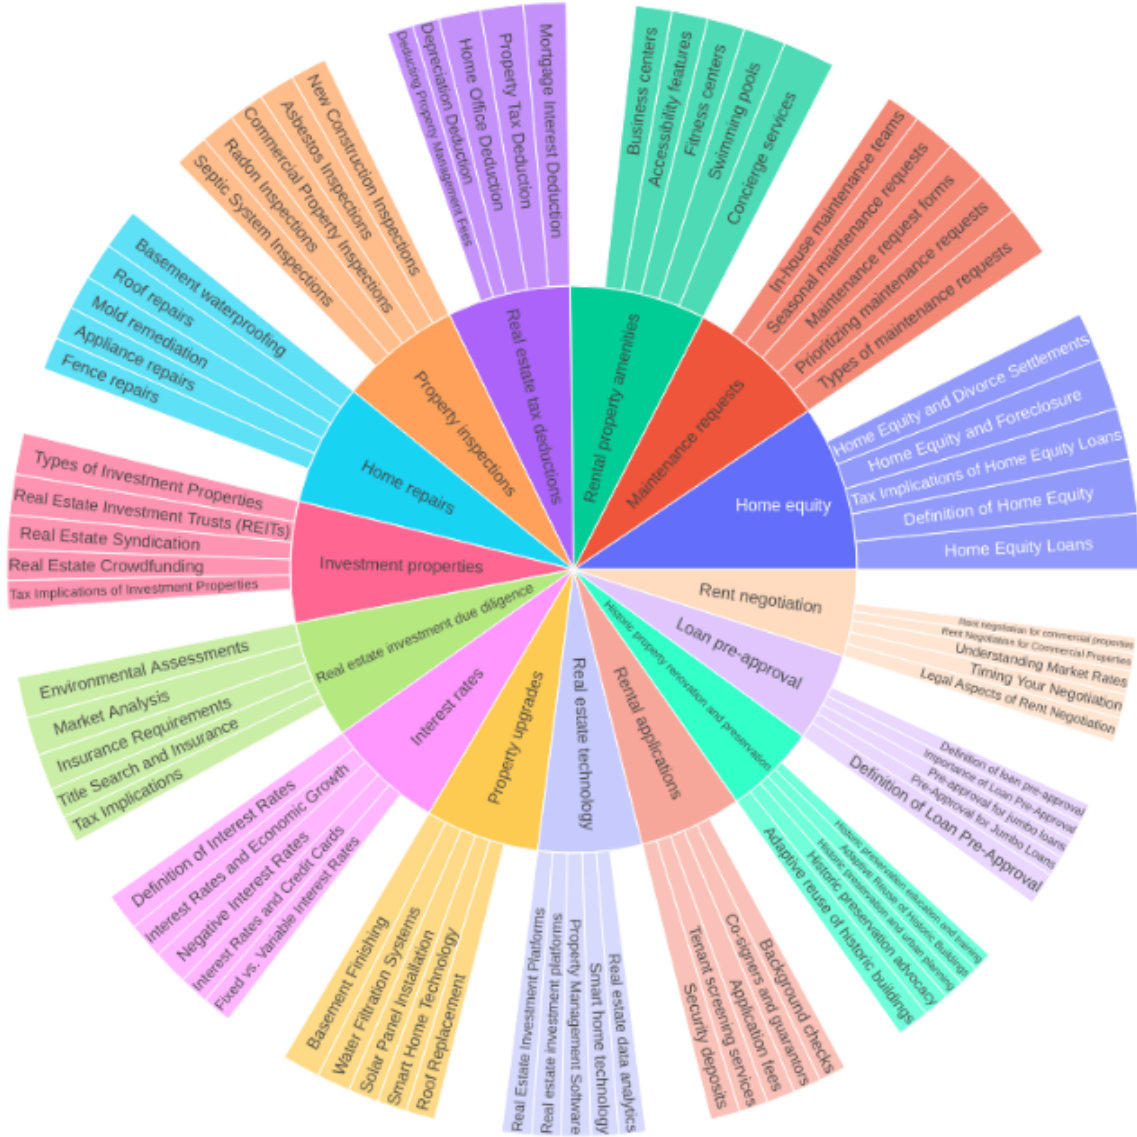 Rental property amenities
Business centers
Accessibility features
Fitness centers
Swimming pools
Concierge services
Maintenance requests
In-house maintenance teams
Seasonal maintenance requests
Maintenance request forms
Prioritizing maintenance requests
Types of maintenance requests
Home equity
Home Equity and Divorce Settlements
Home Equity and Foreclosure
Tax Implications of Home Equity Loans
Definition of Home Equity
Home Equity Loans
Rent negotiation
Rent negotiation for commercial properties
Rent Negotiation for Commercial Properties
Understanding Market Rates
Timing Your Negotiation
Legal Aspects of Rent Negotiation
Loan pre-approval
Definition of loan pre-approval
Importance of Loan Pre-Approval
Pre-approval for jumbo loans
Pre-Approval for Jumbo Loans
Definition of Loan Pre-Approval
Historic property renovation and preservation
Historic preservation education and training
Adaptive Reuse of Historic Buildings
Historic preservation and urban planning
Historic preservation advocacy
Adaptive reuse of historic buildings
Rental applications
Background checks
Co-signers and guarantors
Application fees
Tenant screening services
Security deposits
Real estate technology
Real estate data analytics
Smart home technology
Property Management Software
Real estate investment platforms
Real Estate Investment Platforms
Property upgrades
Roof Replacement
Smart Home Technology
Solar Panel Installation
Water Filtration Systems
Basement Finishing
Interest rates
Fixed vs. Variable Interest Rates
Interest Rates and Credit Cards
Negative Interest Rates
Interest Rates and Economic Growth
Definition of Interest Rates
Real estate investment due diligence
Tax Implications
Title Search and Insurance
Insurance Requirements
Market Analysis
Environmental Assessments
Investment properties
Tax Implications of Investment Properties
Real Estate Crowdfunding
Real Estate Syndication
Real Estate Investment Trusts (REITs)
Types of Investment Properties
Home repairs
Fence repairs
Appliance repairs
Mold remediation
Roof repairs
Basement waterproofing
Property inspections
Septic System Inspections
Radon Inspections
Commercial Property Inspections
Asbestos Inspections
New Construction Inspections
Real estate tax deductions
Deducting Property Management Fees
Depreciation Deduction
Home Office Deduction
Property Tax Deduction
Mortgage Interest Deduction